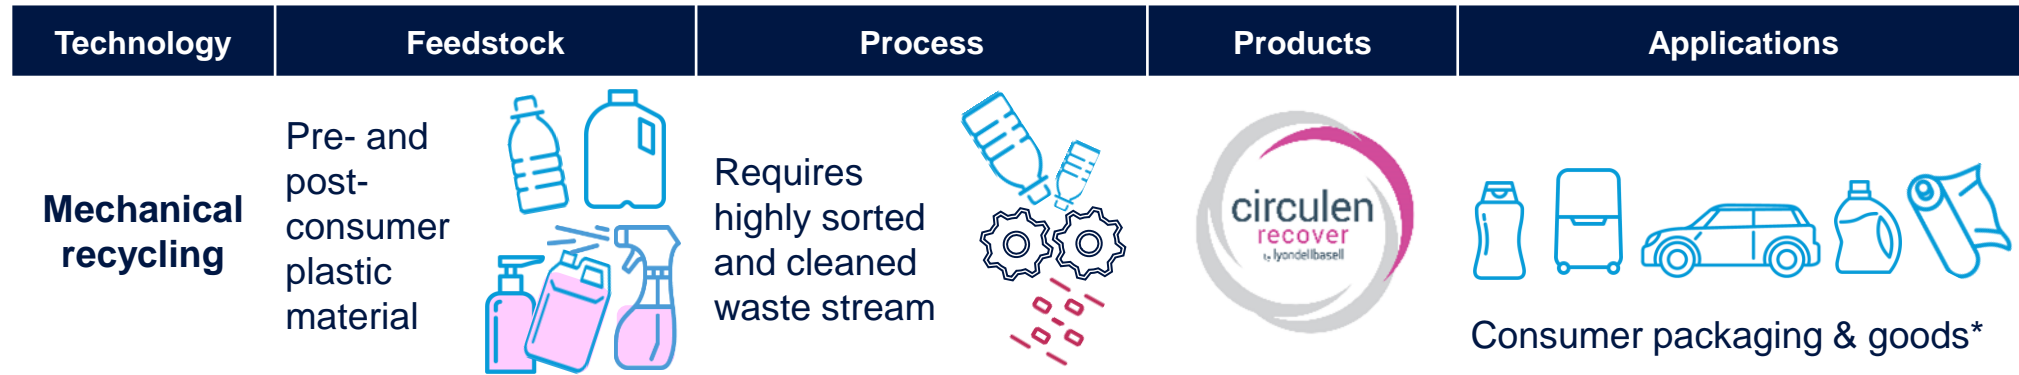 Technology
Feedstock
Process
Products
Applications
Mechanical
recycling
Pre- and
post-
consumer
plastic
material
Requires
highly sorted
and cleaned
waste stream
circulen
recover
by lyondellbasell
Consumer packaging & goods*